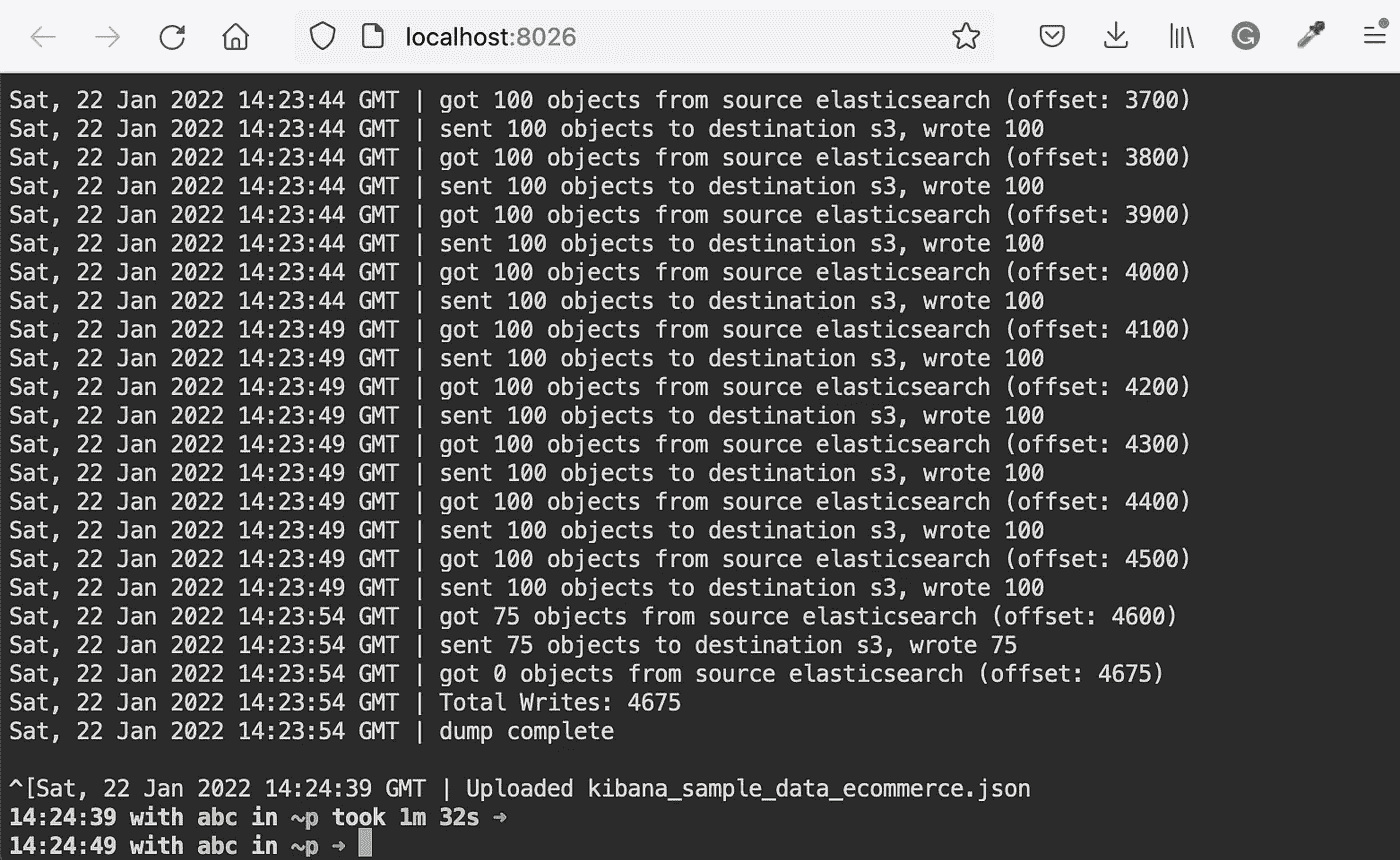 localhost:8026
Sat, 22 Jan 2022 14:23:44 GMT | got 100 objects from source elasticsearch (offset: 3700)
Sat, 22 Jan 2022 14:23:44 GMT | sent 100 objects to destination s3, wrote 100
Sat, 22 Jan 2022 14:23:44 GMT | got 100 objects from source elasticsearch (offset: 3800)
Sat, 22 Jan 2022 14:23:44 GMT | sent 100 objects to destination s3, wrote 100
Sat, 22 Jan 2022 14:23:44 GMT | got 100 objects from source elasticsearch (offset: 3900)
Sat, 22 Jan 2022 14:23:44 GMT | sent 100 objects to destination s3, wrote 100
Sat, 22 Jan 2022 14:23:44 GMT | got 100 objects from source elasticsearch (offset: 4000)
Sat, 22 Jan 2022 14:23:44 GMT | sent 100 objects to destination s3, wrote 100
Sat, 22 Jan 2022 14:23:49 GMT | got 100 objects from source elasticsearch (offset: 4100)
Sat, 22 Jan 2022 14:23:49 GMT | sent 100 objects to destination s3, wrote 100
Sat, 22 Jan 2022 14:23:49 GMT | got 100 objects from source elasticsearch (offset: 4200)
Sat, 22 Jan 2022 14:23:49 GMT | sent 100 objects to destination s3, wrote 100
Sat, 22 Jan 2022 14:23:49 GMT | got 100 objects from source elasticsearch (offset: 4300)
Sat, 22 Jan 2022 14:23:49 GMT | sent 100 objects to destination s3, wrote 100
Sat, 22 Jan 2022 14:23:49 GMT | got 100 objects from source elasticsearch (offset: 4400)
Sat, 22 Jan 2022 14:23:49 GMT | sent 100 objects to destination s3, wrote 100
Sat, 22 Jan 2022 14:23:49 GMT | got 100 objects from source elasticsearch (offset: 4500)
Sat, 22 Jan 2022 14:23:49 GMT | sent 100 objects to destination s3, wrote 100
Sat, 22 Jan 2022 14:23:54 GMT | got 75 objects from source elasticsearch (offset: 4600)
Sat, 22 Jan 2022 14:23:54 GMT | sent 75 objects to destination s3, wrote 75
Sat, 22 Jan 2022 14:23:54 GMT | got 0 objects from source elasticsearch (offset: 4675)
Sat, 22 Jan 2022 14:23:54 GMT | Total Writes: 4675
Sat, 22 Jan 2022 14:23:54 GMT | dump complete
^[Sat, 22 Jan 2022 14:24:39 GMT | Uploaded kibana_sample_data_ecommerce.json
14:24:39 with abc in ~p took 1m 32s →
14:24:49 with abc in ~p →